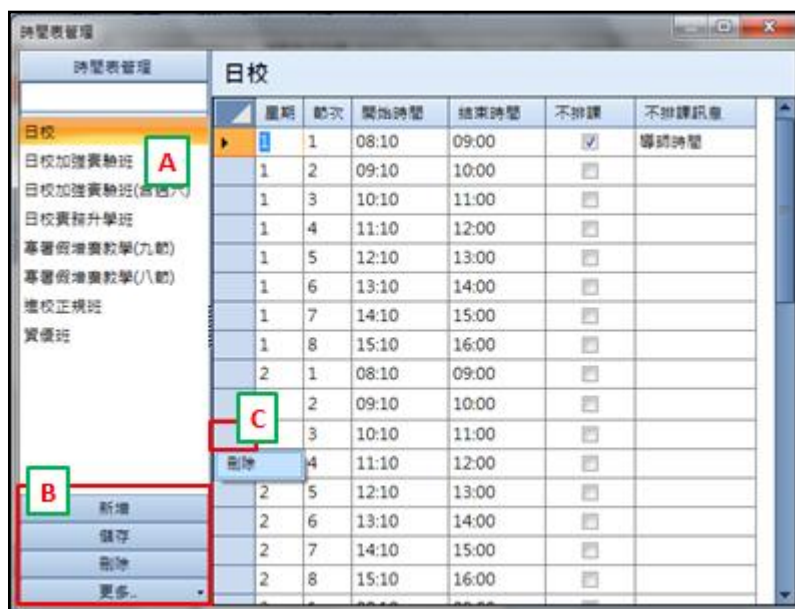 時間表管理
時間表管理
日校
日校
日校加強實驗班
A
日校加強實驗班(含週六)
日校實務升學班
寒暑假增廣教學(九節)
寒暑假增廣教學(八節)
進校正規班
資優班
B
新增
儲存
刪除
更多..
星期 節次 開始時間 結束時間 不排課 不排課訊息
1 1 08:10 09:00 導師時間
1 2 09:10 10:00
1 3 10:10 11:00
1 4 11:10 12:00
1 5 12:10 13:00
1 6 13:10 14:00
1 7 14:10 15:00
1 8 15:10 16:00
2 1 08:10 09:00
C 2 09:10 10:00
3 10:10 11:00
刪除 4 11:10 12:00
2 5 12:10 13:00
2 6 13:10 14:00
2 7 14:10 15:00
2 8 15:10 16:00